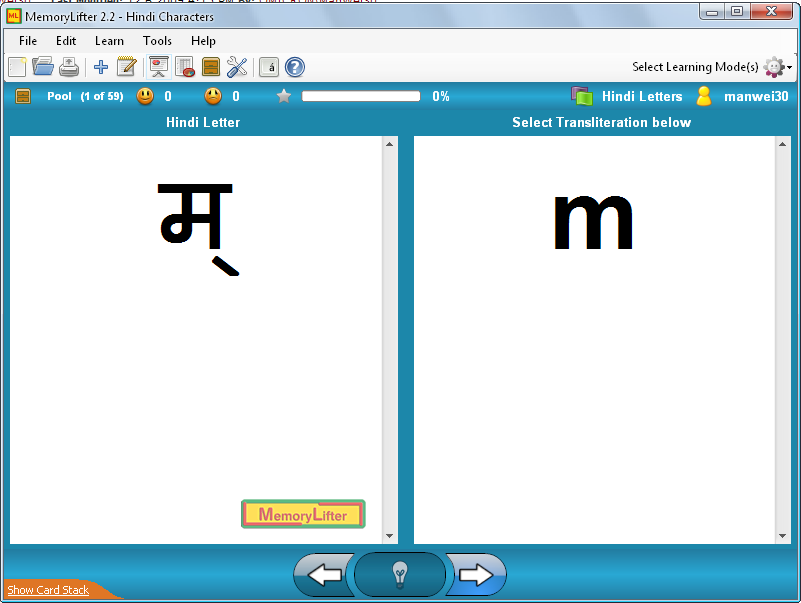 MemoryLifter 2.2 - Hindi Characters
File Edit Learn Tools Help
Select Learning Mode(s)
Pool (1 of 59) 0 0 0% Hindi Letters manwei30
Hindi Letter
Select Transliteration below
म्
m
MemoryLifter
Show Card Stack